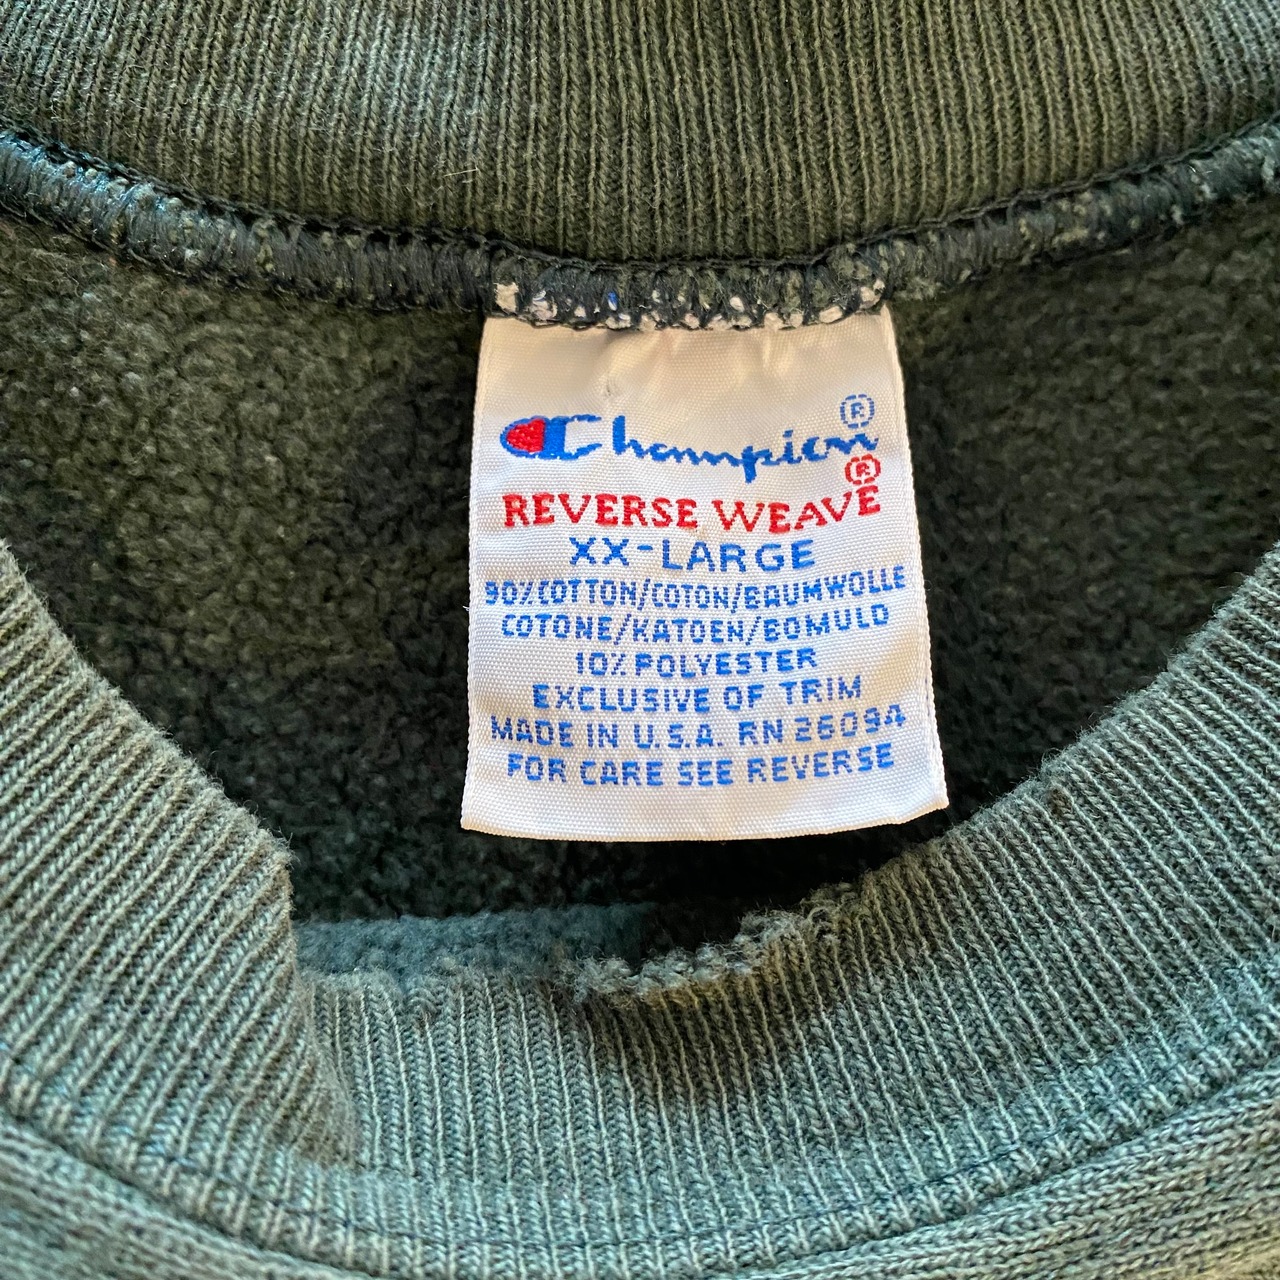 Champion®
REVERSE WEAVE®
XX-LARGE
90%COTTON/COTON/BAUMWOLLE
COTONE/KATOEN/BOMULD
10% POLYESTER
EXCLUSIVE OF TRIM
MADE IN U.S.A. RN 26094
FOR CARE SEE REVERSE